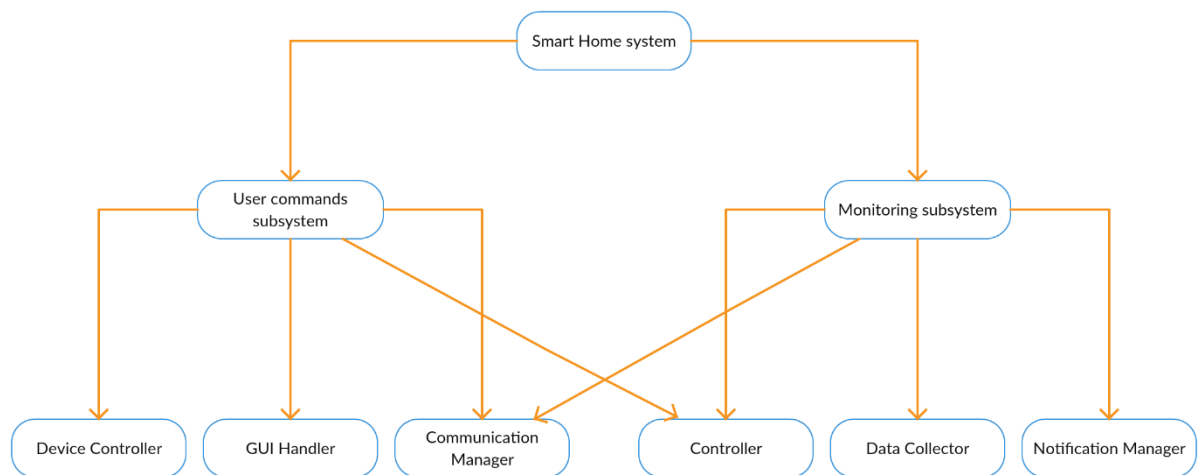 Smart Home system
User commands
subsystem
Monitoring subsystem
Device Controller
GUI Handler
Communication
Manager
Controller
Data Collector
Notification Manager